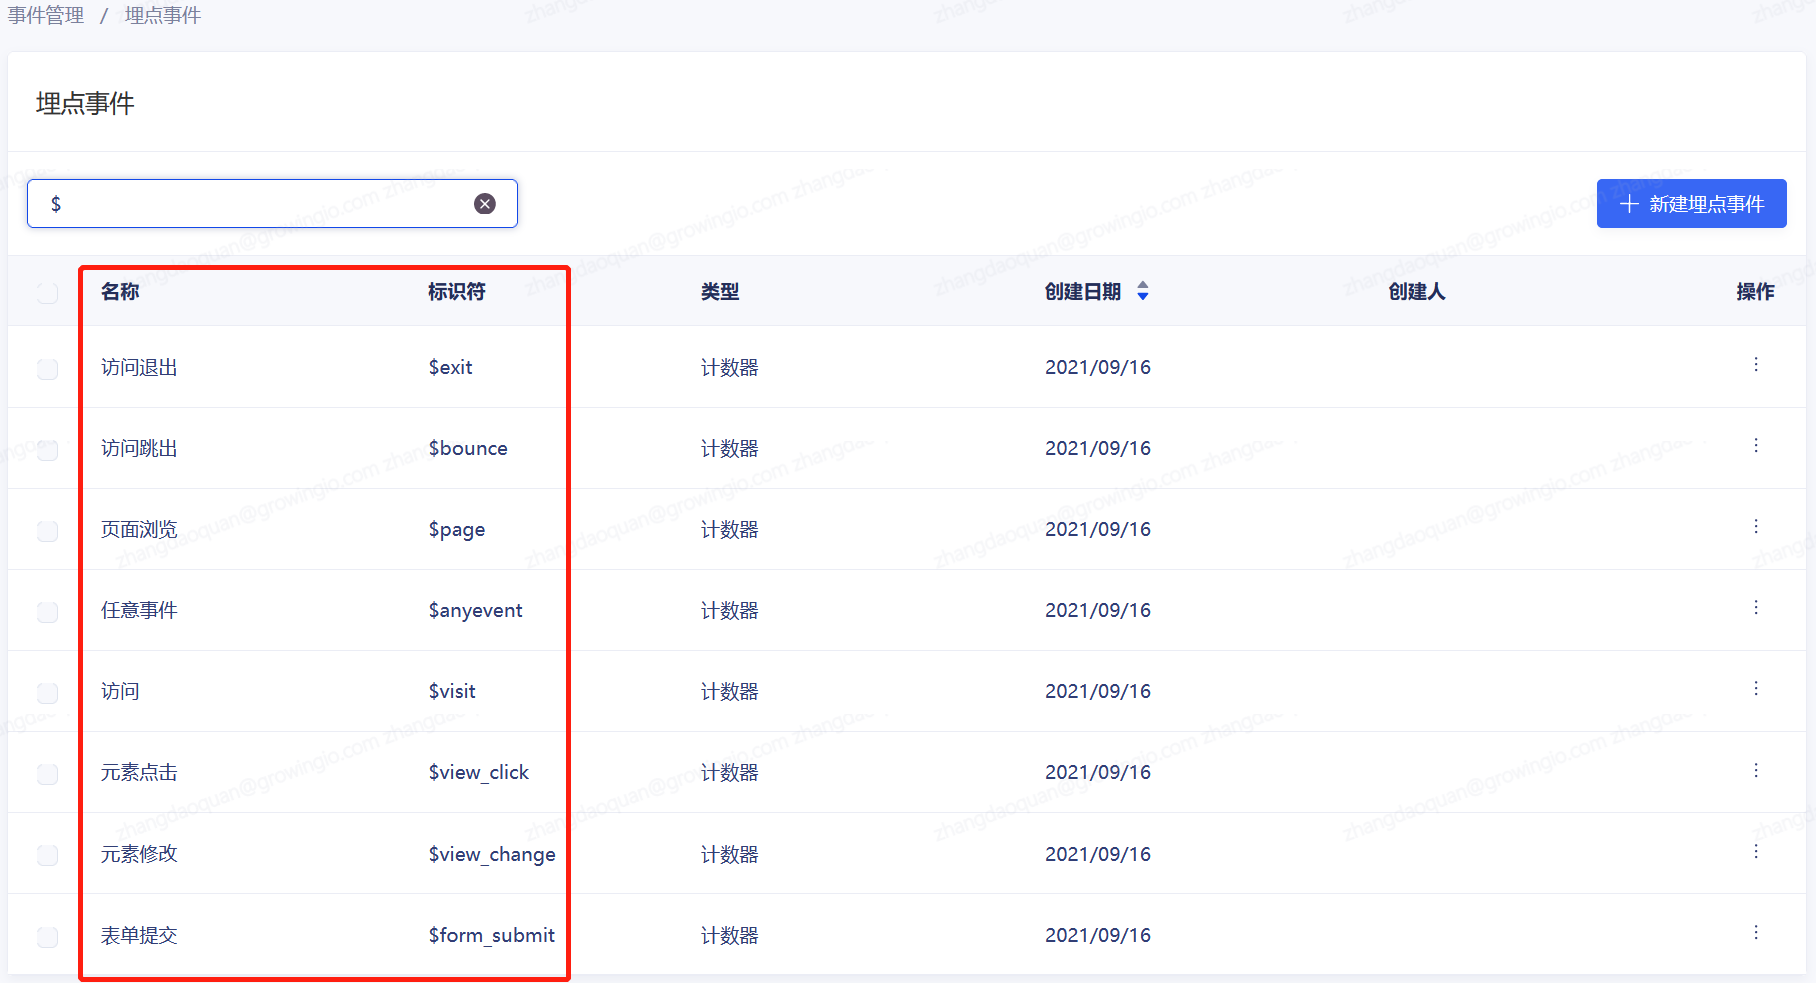 事件管理 / 埋点事件
埋点事件
$
新建埋点事件
名称 标识符 类型 创建日期 创建人 操作
访问退出 $exit 计数器 2021/09/16
访问跳出 $bounce 计数器 2021/09/16
页面浏览 $page 计数器 2021/09/16
任意事件 $anyevent 计数器 2021/09/16
访问 $visit 计数器 2021/09/16
元素点击 $view_click 计数器 2021/09/16
元素修改 $view_change 计数器 2021/09/16
表单提交 $form_submit 计数器 2021/09/16
zhangdaoquan@growingio.com